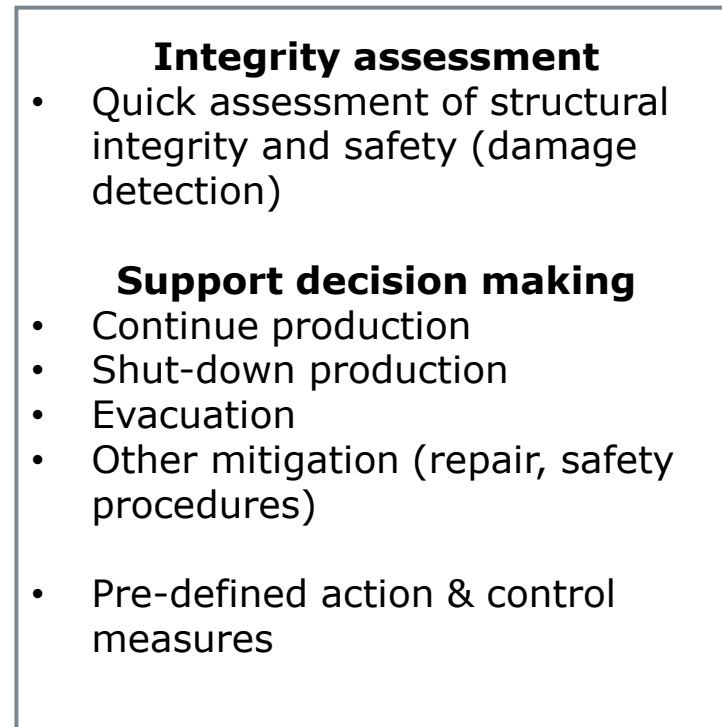 Integrity assessment
• Quick assessment of structural
integrity and safety (damage
detection)
Support decision making
• Continue production
• Shut-down production
• Evacuation
• Other mitigation (repair, safety
procedures)
• Pre-defined action & control
measures